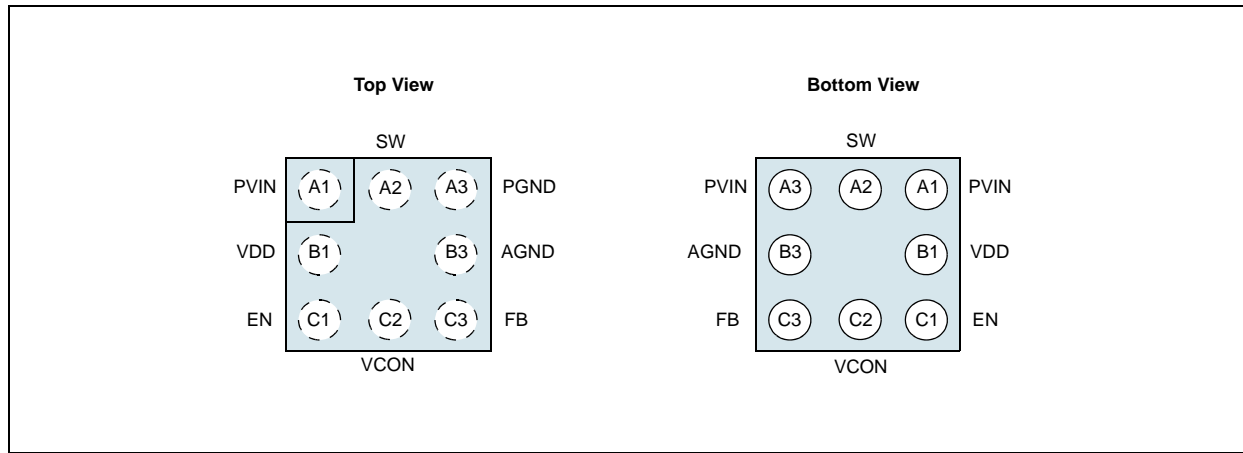 Top View
Bottom View
SW
SW
PVIN A1 A2 A3 PGND
PVIN A3 A2 A1 PVIN
VDD B1 B3 AGND
AGND B3 B1 VDD
EN C1 C2 C3 FB
FB C3 C2 C1 EN
VCON
VCON